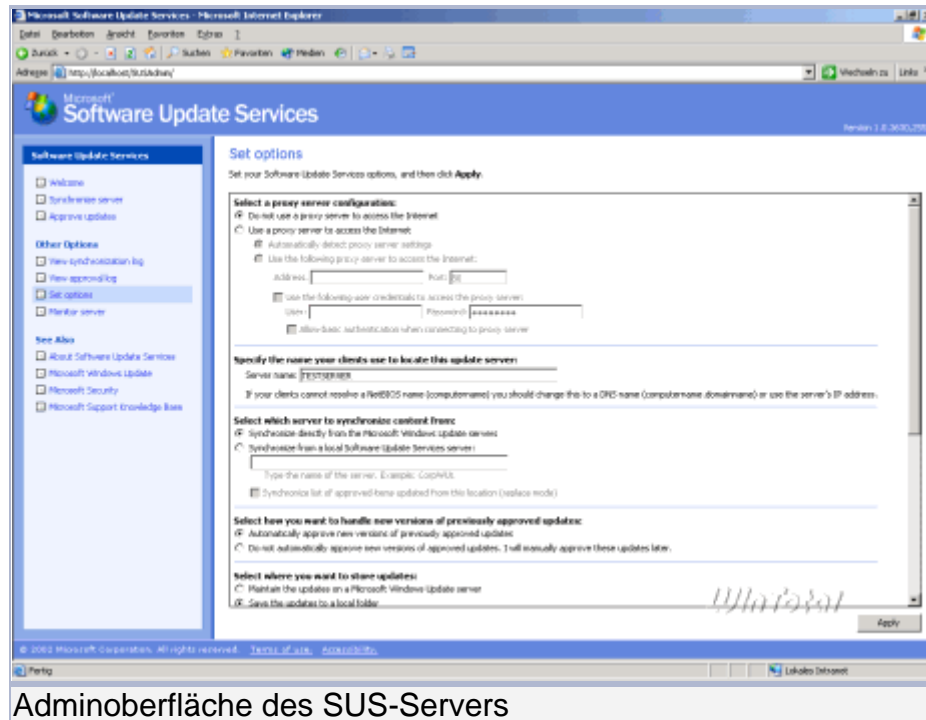 Microsoft Software Update Services - Microsoft Internet Explorer
Datei Bearbeiten Ansicht Favoriten Extras ?
Zurück Suchen Favoriten Medien
Adresse http://localhost/SUSAdmin/ Wechseln zu Links
Microsoft
Software Update Services
Software Update Services
Welcome
Synchronize server
Approve updates
Other Options
View synchronization log
View approval log
Set options
Monitor server
See Also
About Software Update Services
Microsoft Windows Update
Microsoft Security
Microsoft Support Knowledge Base
Set options
Set your Software Update Services options, and then click Apply.
Select a proxy server configuration:
Do not use a proxy server to access the Internet
Use a proxy server to access the Internet
Automatically detect proxy server settings
Use the following proxy server to access the Internet:
Address: Port: 80
Use the following user credentials to access the proxy server:
User: Password:
Allow basic authentication when connecting to proxy server
Specify the name your clients use to locate this update server:
Server name: TESTSERVER
If your clients cannot resolve a NetBIOS name (computername) you should change this to a DNS name (computername.domainname) or use the server's IP address.
Select which server to synchronize content from:
Synchronize directly from the Microsoft Windows Update servers
Synchronize from a local Software Update Services server:
Type the name of the server. Example:
Synchronize list of approved items updated from this location (replace mode)
Select how you want to handle new versions of previously approved updates:
Automatically approve new versions of previously approved updates
Do not automatically approve new versions of approved updates. I will manually approve these updates later.
Select where you want to store updates:
Maintain the updates on a Microsoft Windows Update server
Save the updates to a local folder
WinTotal
Apply
© 2002 Microsoft Corporation. All rights reserved. Terms of use. Accessibility.
Fertig Lokales Intranet
Adminoberfläche des SUS-Servers